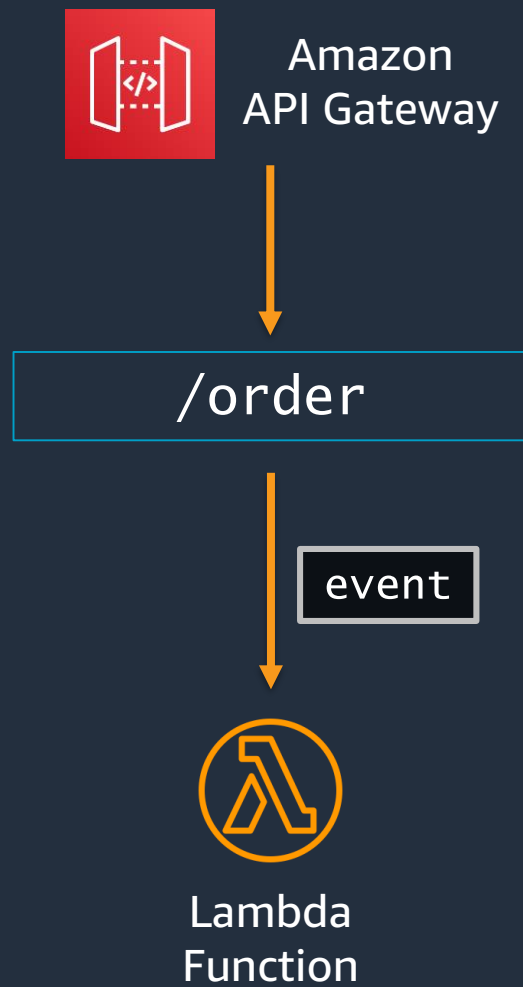 Amazon
API Gateway
</>
/order
event
Lambda
Function